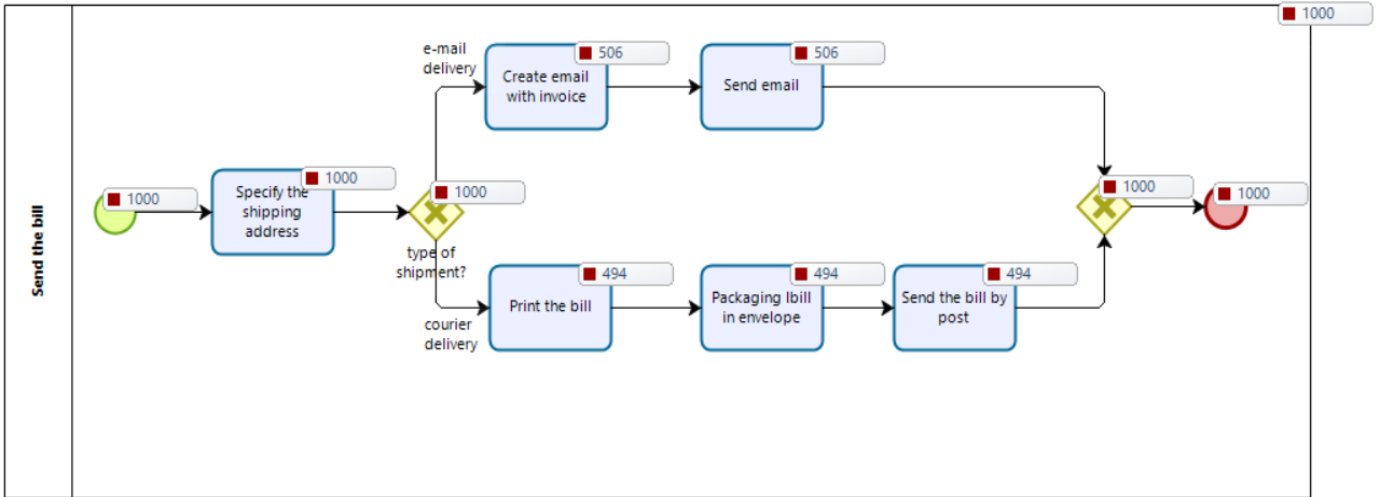 1000
e-mail
delivery
506
Create email
with invoice
506
Send email
Send the bill
1000
1000
Specify the
shipping
address
1000
type of
shipment?
1000
1000
courier
delivery
494
Print the bill
494
Packaging Ibill
in envelope
494
Send the bill by
post